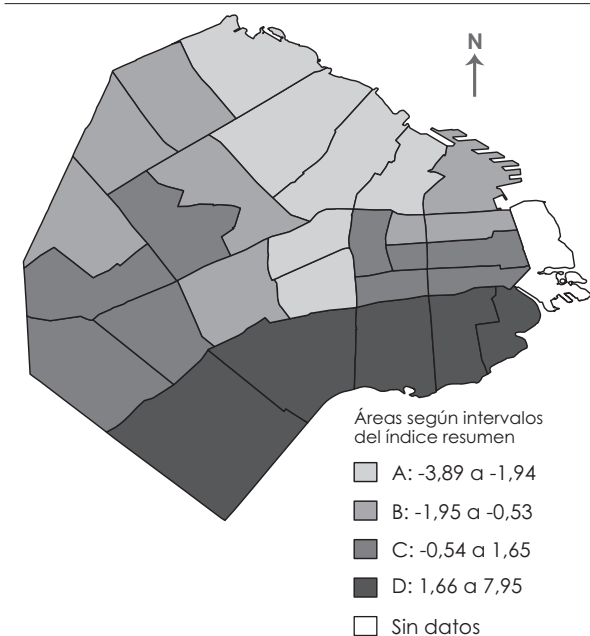 N
Áreas según intervalos
del índice resumen
A: -3,89 a -1,94
B: -1,95 a -0,53
C: -0,54 a 1,65
D: 1,66 a 7,95
Sin datos